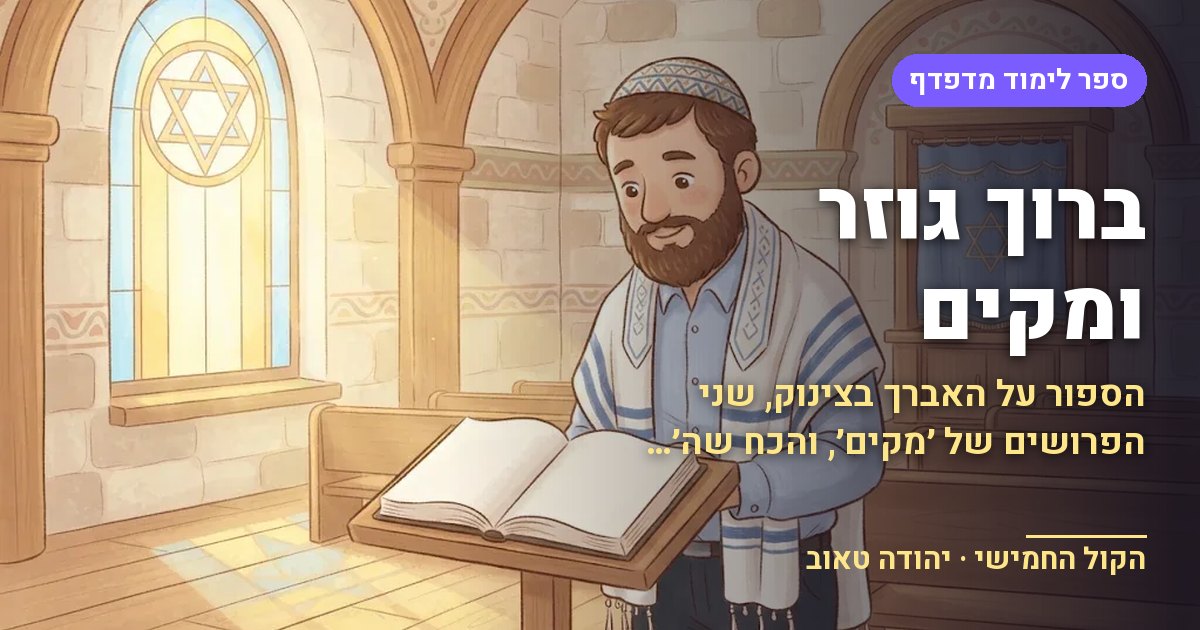 ספר לימוד מדפדף
ברוך גוזר
ומקים
הספור על האברך בצינוק, שני
הפרושים של ׳מקים׳, והכח שה׳...
הקול החמישי · יהודה טאוב